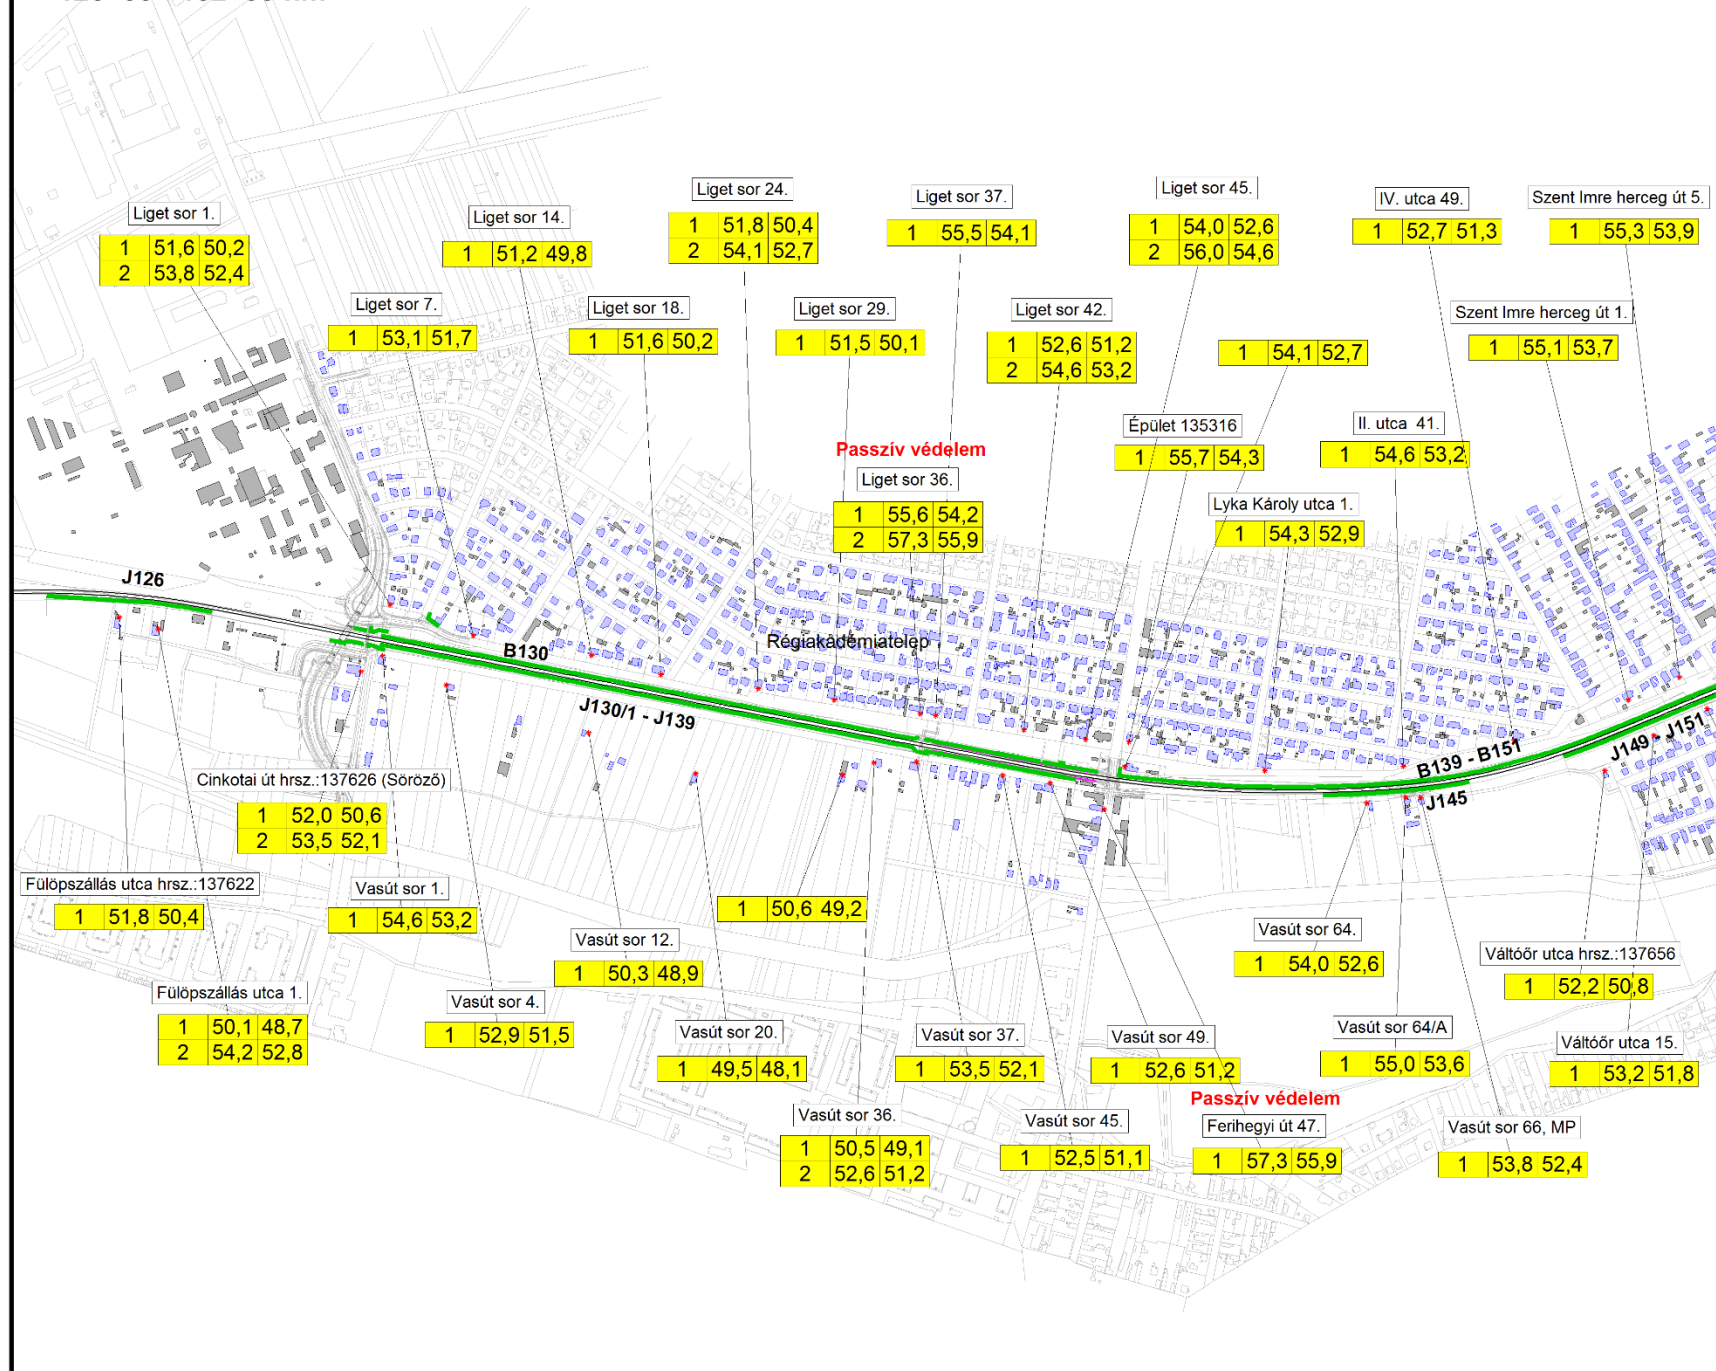 Liget sor 1.
1 51,6 50,2
2 53,8 52,4
Liget sor 7.
1 53,1 51,7
Liget sor 14.
1 51,2 49,8
Liget sor 18.
1 51,6 50,2
Liget sor 24.
1 51,8 50,4
2 54,1 52,7
Liget sor 29.
1 51,5 50,1
Liget sor 37.
1 55,5 54,1
Passzív védelem
Liget sor 36.
1 55,6 54,2
2 57,3 55,9
Liget sor 42.
1 52,6 51,2
2 54,6 53,2
Liget sor 45.
1 54,0 52,6
2 56,0 54,6
1 54,1 52,7
Épület 135316
1 55,7 54,3
Lyka Károly utca 1.
1 54,3 52,9
IV. utca 49.
1 52,7 51,3
II. utca 41.
1 54,6 53,2
Szent Imre herceg út 5.
1 55,3 53,9
Szent Imre herceg út 1.
1 55,1 53,7
J126
B130
J130/1 - J139
Régiakadémiatelep
B139 - B151
J145
J149 - J151
Cinkotai út hrsz.:137626 (Söröző)
1 52,0 50,6
2 53,5 52,1
Fülöpszállás utca hrsz.:137622
1 51,8 50,4
Fülöpszállás utca 1.
1 50,1 48,7
2 54,2 52,8
Vasút sor 1.
1 54,6 53,2
Vasút sor 4.
1 52,9 51,5
Vasút sor 12.
1 50,3 48,9
Vasút sor 20.
1 49,5 48,1
1 50,6 49,2
Vasút sor 36.
1 50,5 49,1
2 52,6 51,2
Vasút sor 37.
1 53,5 52,1
Vasút sor 45.
1 52,5 51,1
Vasút sor 49.
1 52,6 51,2
Passzív védelem
Ferihegyi út 47.
1 57,3 55,9
Vasút sor 64.
1 54,0 52,6
Vasút sor 64/A
1 55,0 53,6
Vasút sor 66, MP
1 53,8 52,4
Váltóőr utca hrsz.:137656
1 52,2 50,8
Váltóőr utca 15.
1 53,2 51,8